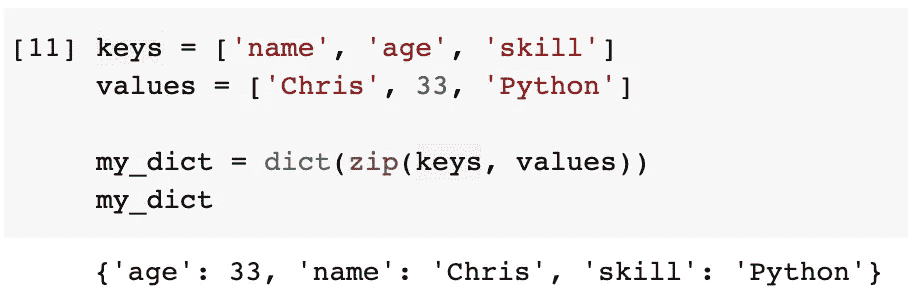 [11] keys = ['name', 'age', 'skill']
values = ['Chris', 33, 'Python']
my_dict = dict(zip(keys, values))
my_dict
{'age': 33, 'name': 'Chris', 'skill': 'Python'}